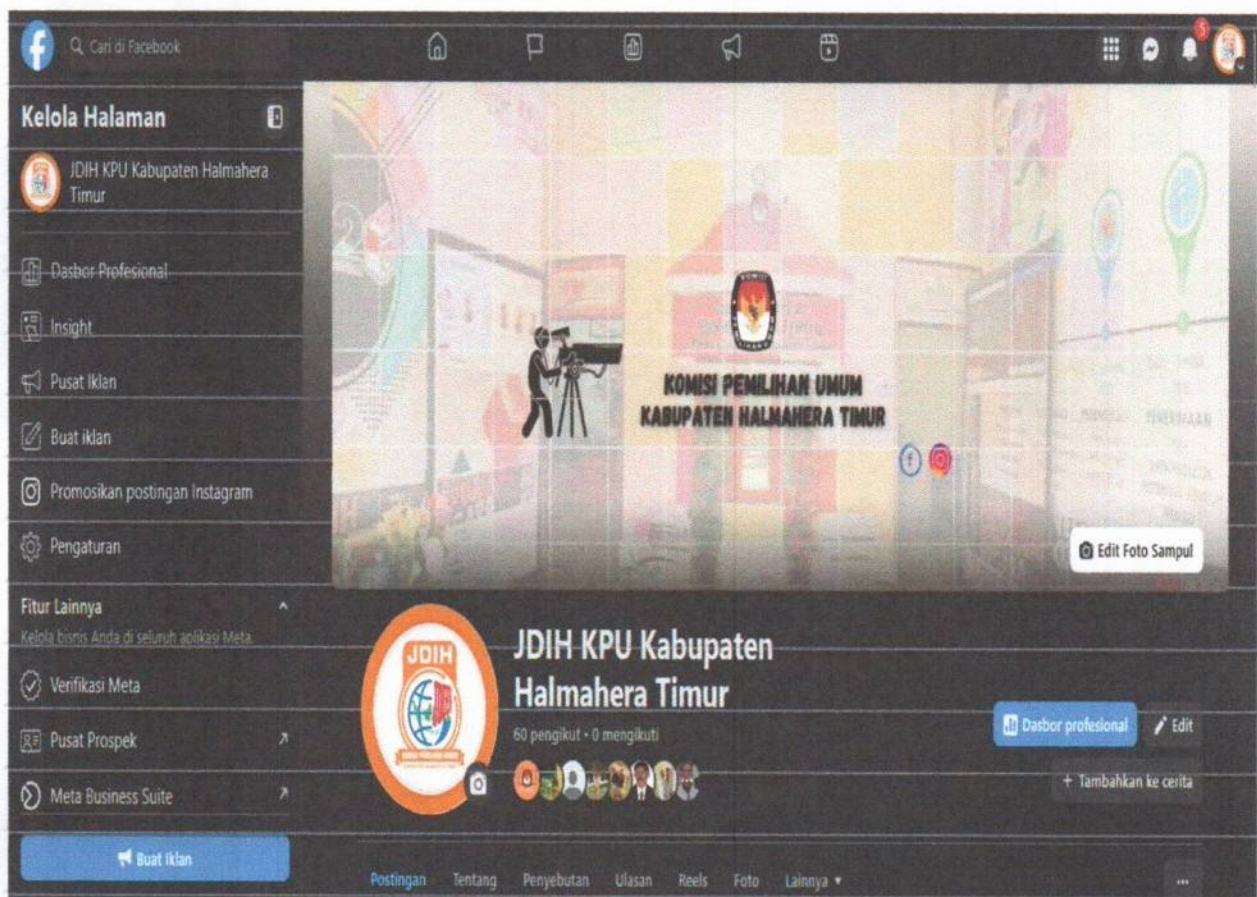 Cari di Facebook
5
Kelola Halaman
JDIH KPU Kabupaten Halmahera
Timur
Dasbor Profesional
Insight
Pusat Iklan
Buat iklan
Promosikan postingan Instagram
Pengaturan
Fitur Lainnya
Kelola bisnis Anda di seluruh aplikasi Meta.
Verifikasi Meta
Pusat Prospek
Meta Business Suite
Buat Iklan
KOMISI PEMILIHAN UMUM
KABUPATEN HALMAHERA TIMUR
Edit Foto Sampul
JDIH
JDIH KPU Kabupaten
Halmahera Timur
60 pengikut • 0 mengikuti
Dasbor profesional
Edit
+ Tambahkan ke cerita
Postingan Tentang Penyebutan Ulasan Reels Foto Lainnya